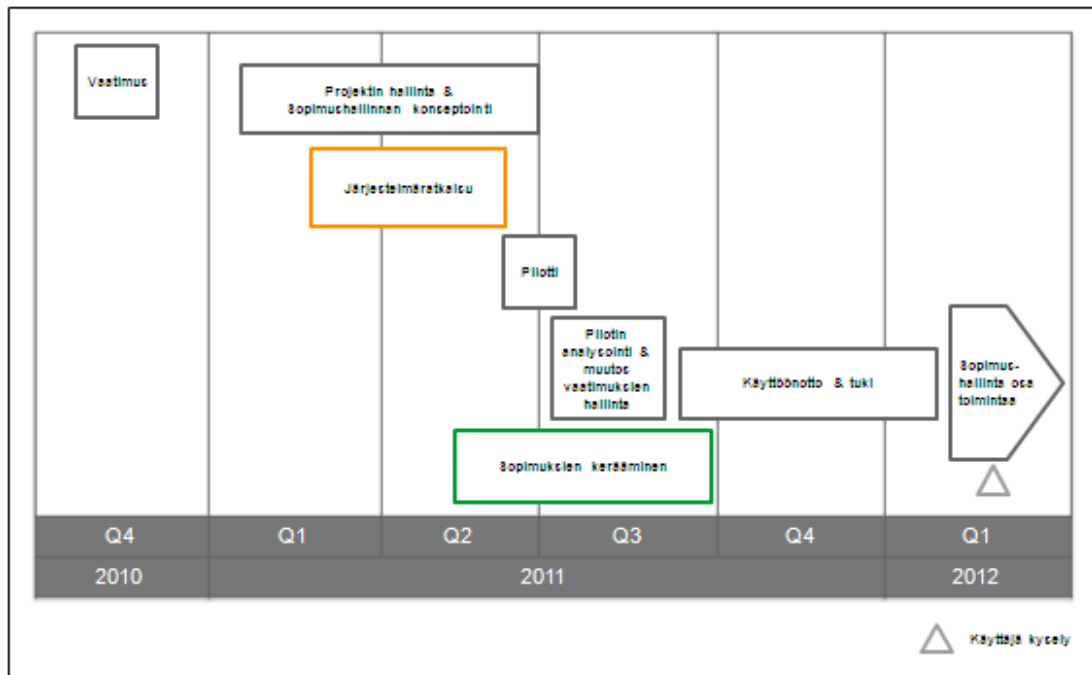 Vaatimus
Projektin hallinta &
Sopimushallinnan konseptointi
Järjestelmäratkaisu
Pilotti
Pilotin
analysointi &
muutos
vaatimuksien
hallinta
Käyttöönotto & tuki
Sopimus-
hallinta osa
toimintaa
Sopimuksien kerääminen
Q4 Q1 Q2 Q3 Q4 Q1
2010 2011 2012
Käyttäjä kysely